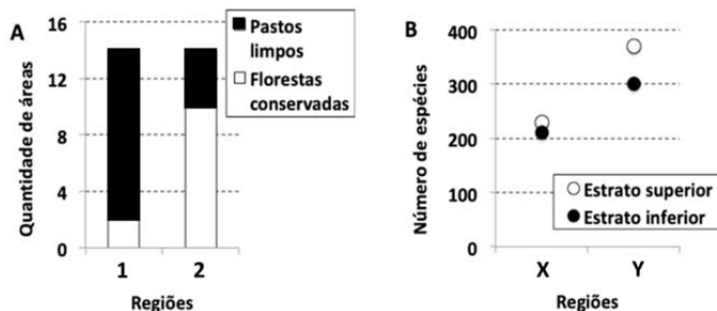 A
16
12
8
4
0
Quantidade de áreas
1
2
Regiões
Pastos
limpos
Florestas
conservadas
B
400
300
200
100
0
Número de espécies
Estrato superior
Estrato inferior
X
Y
Regiões